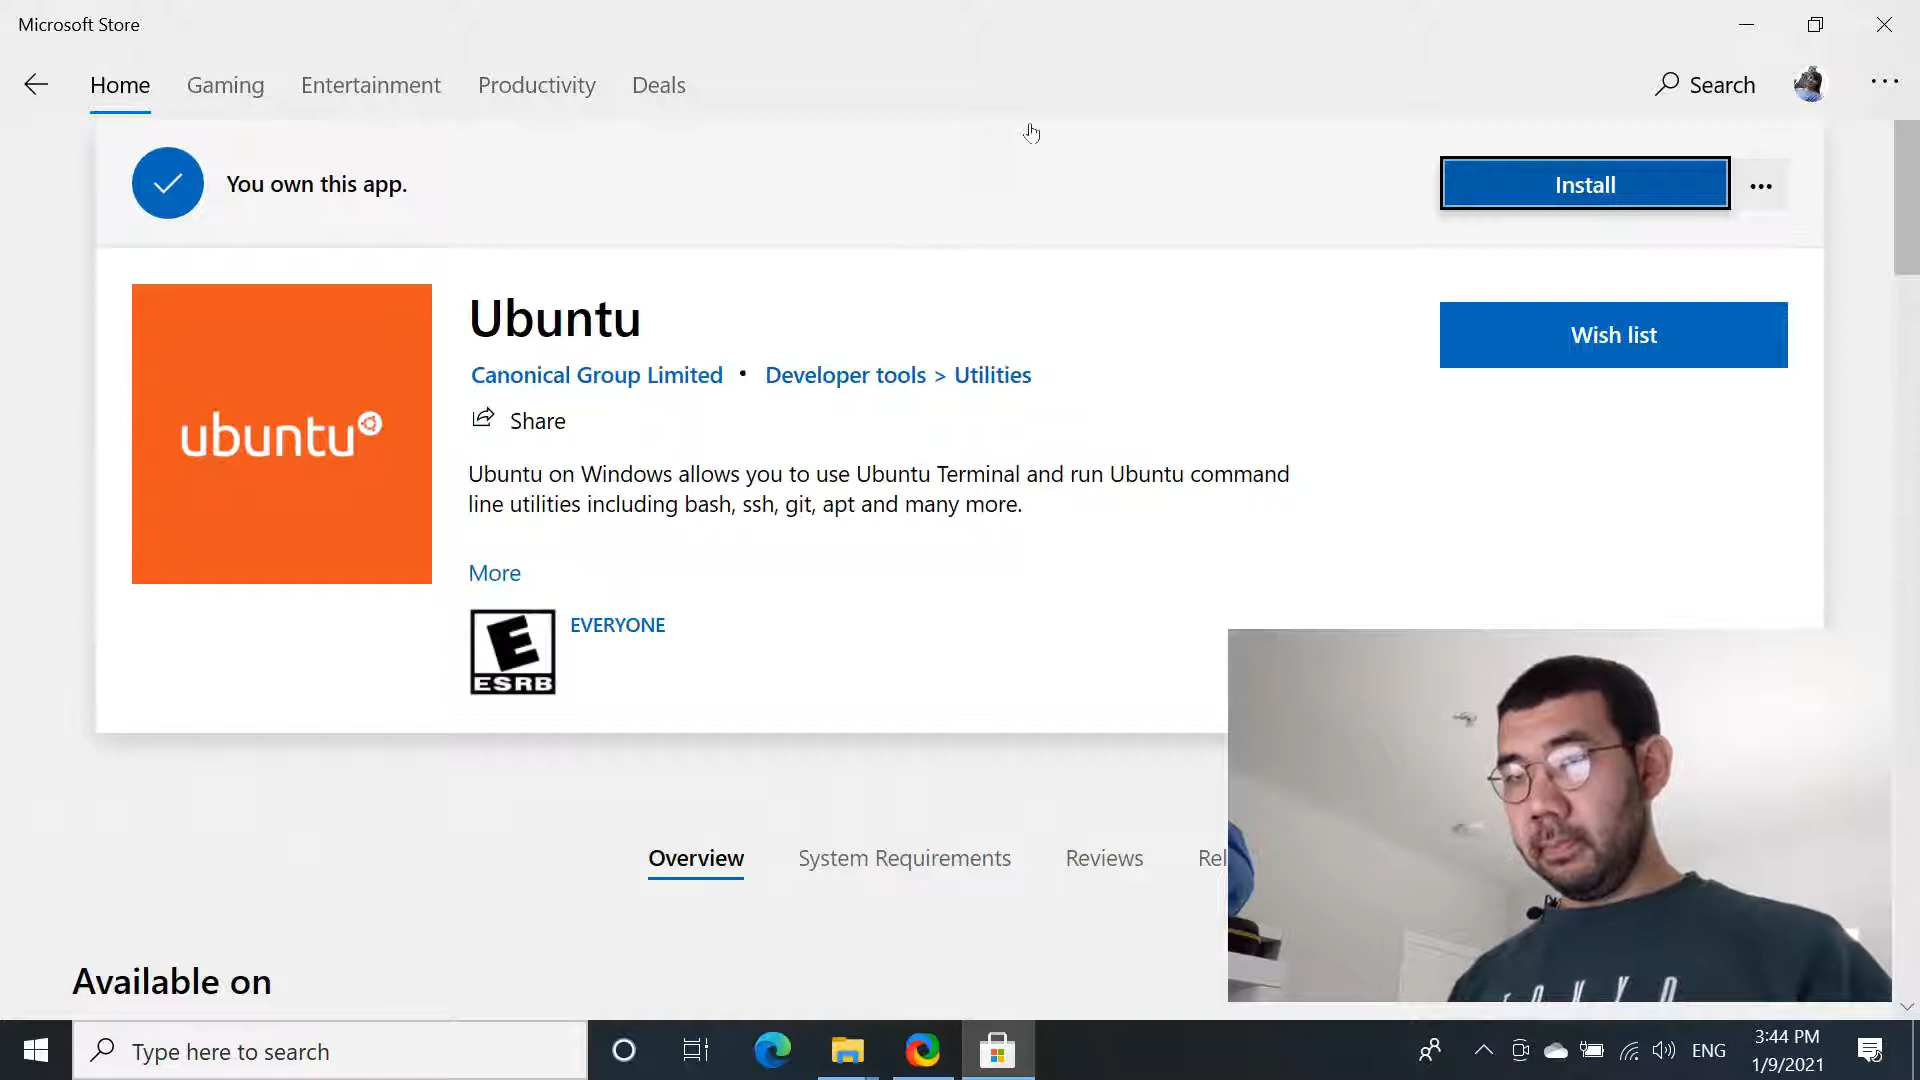 Microsoft Store
Home Gaming Entertainment Productivity Deals Search
You own this app. Install
ubuntu
Ubuntu
Wish list
Canonical Group Limited • Developer tools > Utilities
Share
Ubuntu on Windows allows you to use Ubuntu Terminal and run Ubuntu command
line utilities including bash, ssh, git, apt and many more.
More
E
ESRB
EVERYONE
Overview System Requirements Reviews Rel
Available on
TOKYO
Type here to search
ENG
3:44 PM
1/9/2021